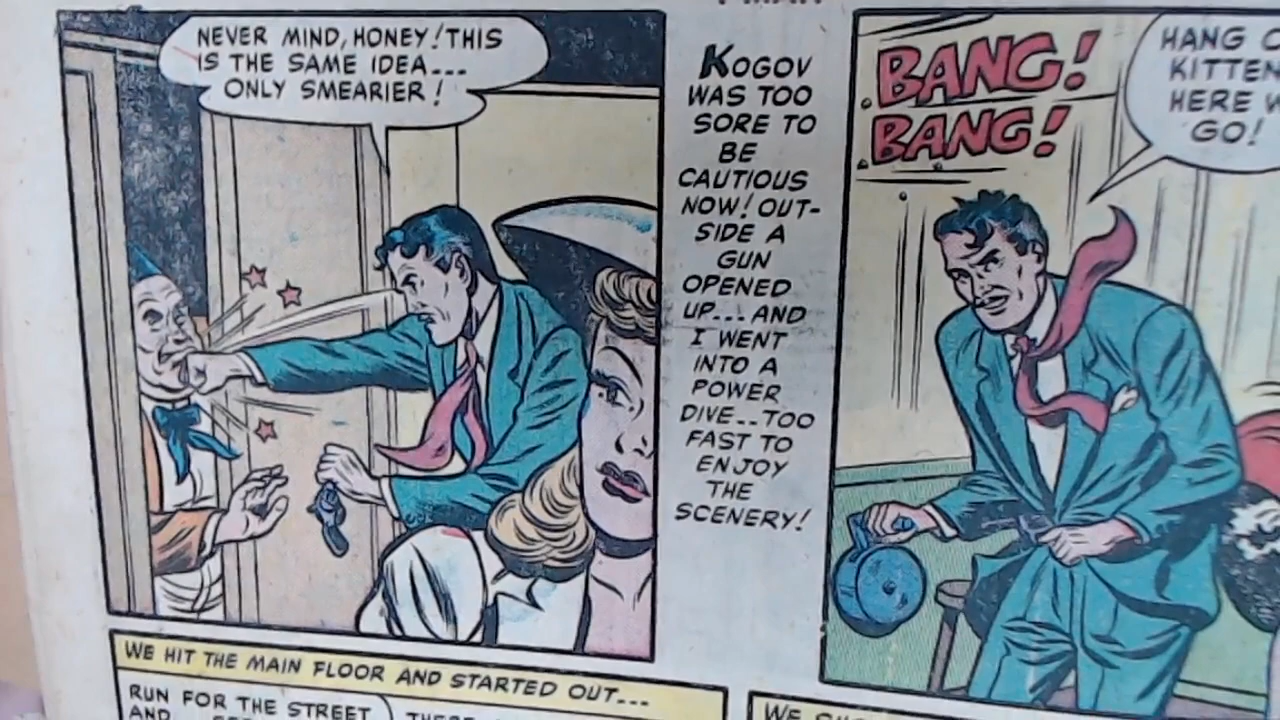 NEVER MIND, HONEY! THIS
IS THE SAME IDEA...
ONLY SMEARIER!
KOGOV
WAS TOO
SORE TO
BE
CAUTIOUS
NOW! OUT-
SIDE A
GUN
OPENED
UP... AND
I WENT
INTO A
POWER
DIVE.. TOO
FAST TO
ENJOY
THE
SCENERY!
BANG!
BANG!
HANG
KITTEN
HERE
GO!
WE HIT THE MAIN FLOOR AND STARTED OUT...
RUN FOR THE STREET
AND
WE